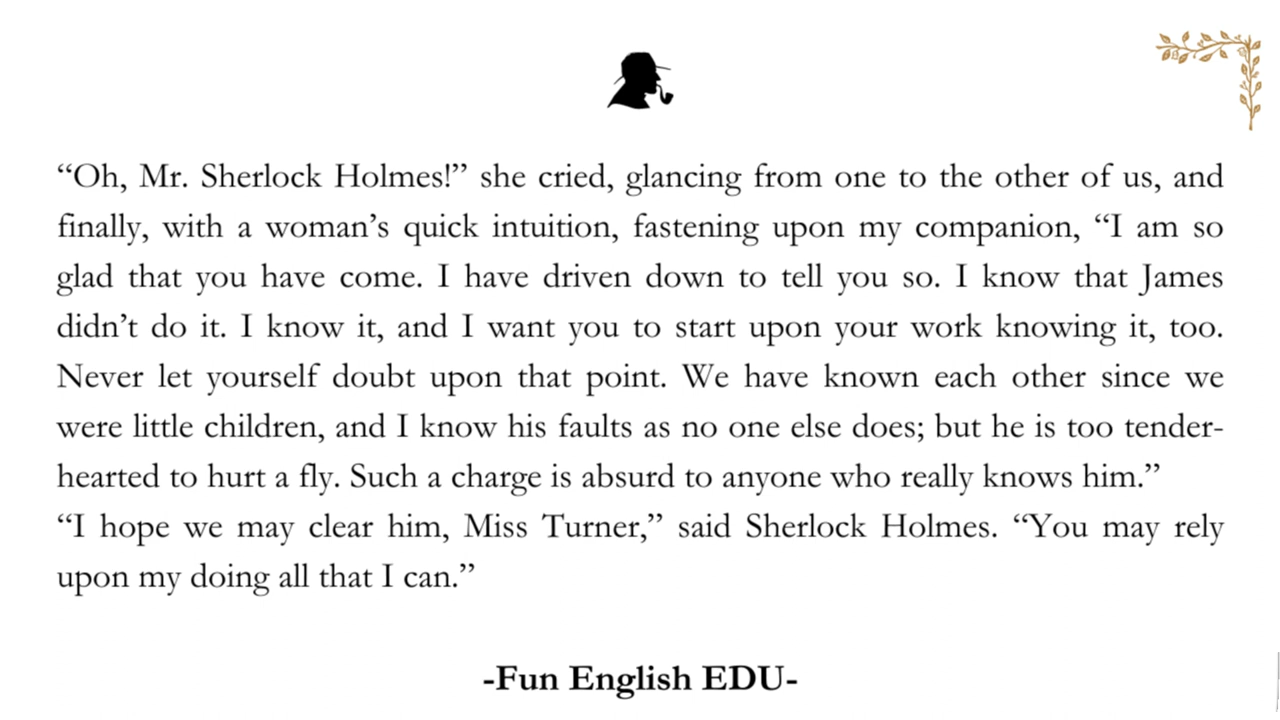 “Oh, Mr. Sherlock Holmes!” she cried, glancing from one to the other of us, and
finally, with a woman’s quick intuition, fastening upon my companion, “I am so
glad that you have come. I have driven down to tell you so. I know that James
didn’t do it. I know it, and I want you to start upon your work knowing it, too.
Never let yourself doubt upon that point. We have known each other since we
were little children, and I know his faults as no one else does; but he is too tender-
hearted to hurt a fly. Such a charge is absurd to anyone who really knows him.”
“I hope we may clear him, Miss Turner,” said Sherlock Holmes. “You may rely
upon my doing all that I can.”
-Fun English EDU-